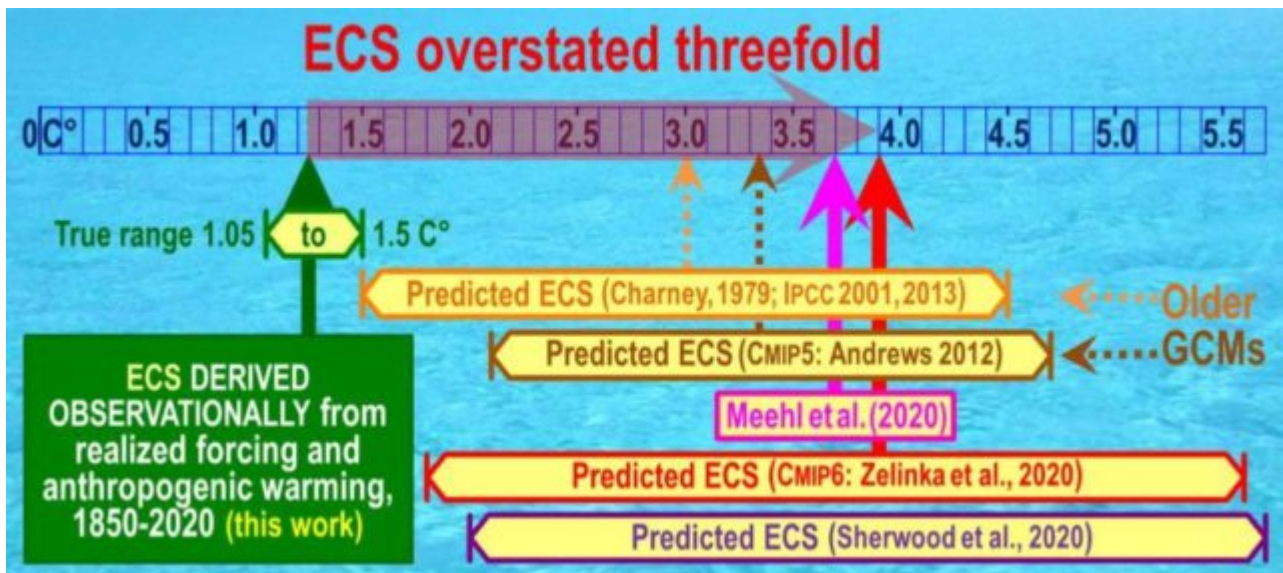 ECS overstated threefold
0 C° 0.5 1.0 1.5 2.0 2.5 3.0 3.5 4.0 4.5 5.0 5.5
True range 1.05 to 1.5 C°
Predicted ECS (Charney, 1979; IPCC 2001, 2013)
Older
GCMs
Predicted ECS (CMIP5: Andrews 2012)
ECS DERIVED
OBSERVATIONALLY from
realized forcing and
anthropogenic warming,
1850-2020 (this work)
Meehl et al. (2020)
Predicted ECS (CMIP6: Zelinka et al., 2020)
Predicted ECS (Sherwood et al., 2020)